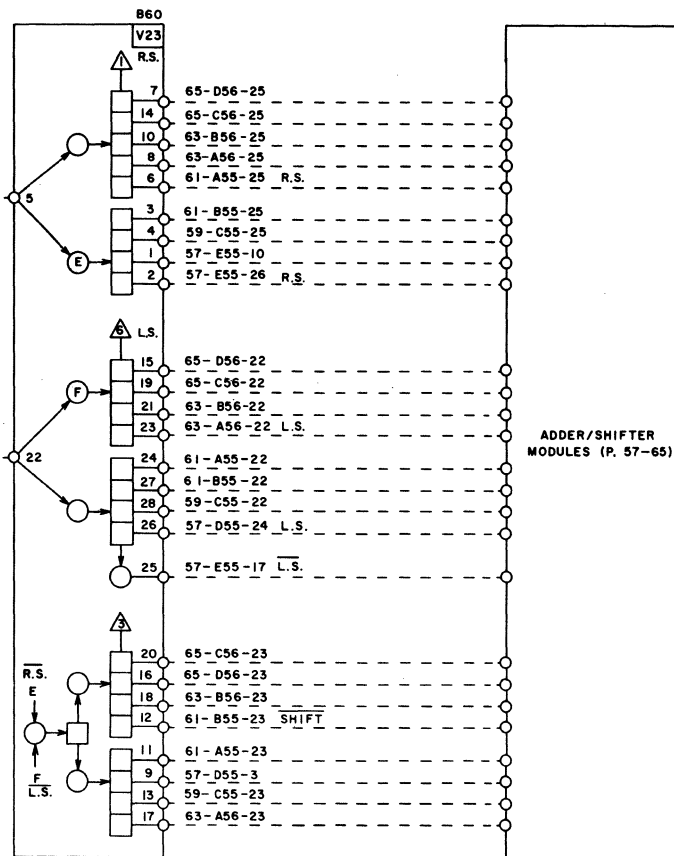 B60
V23
R.S.
1
7 65-D56-25
14 65-C56-25
10 63-B56-25
8 63-A56-25
6 61-A55-25 R.S.
5
3 61-B55-25
4 59-C55-25
E
1 57-E55-10
2 57-E55-26 R.S.
6 L.S.
15 65-D56-22
F
19 65-C56-22
21 63-B56-22
23 63-A56-22 L.S.
ADDER/SHIFTER
MODULES (P. 57-65)
22
24 61-A55-22
27 61-B55-22
28 59-C55-22
26 57-D55-24 L.S.
25 57-E55-17 L.S.
3
20 65-C56-23
R.S.
E
16 65-D56-23
18 63-B56-23
12 61-B55-23 SHIFT
F
L.S.
11 61-A55-23
9 57-D55-3
13 59-C55-23
17 63-A56-23